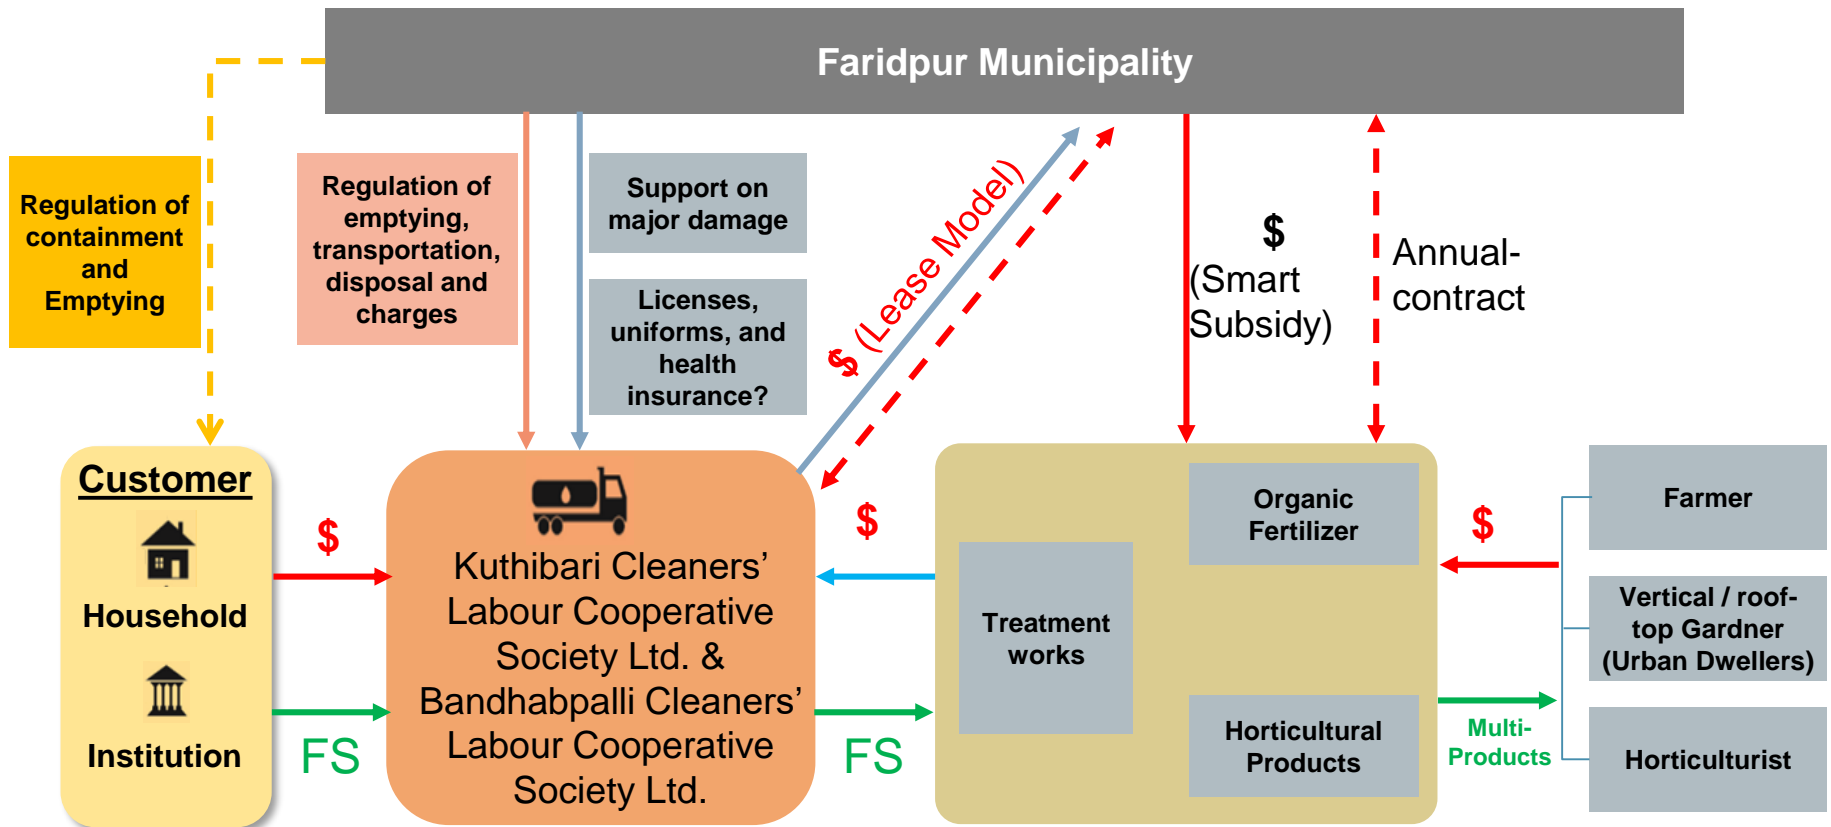 Faridpur Municipality
Regulation of
containment
and
Emptying
Regulation of
emptying,
transportation,
disposal and
charges
Support on
major damage
Licenses,
uniforms, and
health
insurance?
$ (Lease Model)
$
(Smart
Subsidy)
Annual-
contract
Customer
Household
Institution
$
FS
Kuthibari Cleaners’
Labour Cooperative
Society Ltd. &
Bandhabpalli Cleaners’
Labour Cooperative
Society Ltd.
$
FS
Treatment
works
Organic
Fertilizer
Horticultural
Products
$
Multi-
Products
Farmer
Vertical / roof-
top Gardner
(Urban Dwellers)
Horticulturist